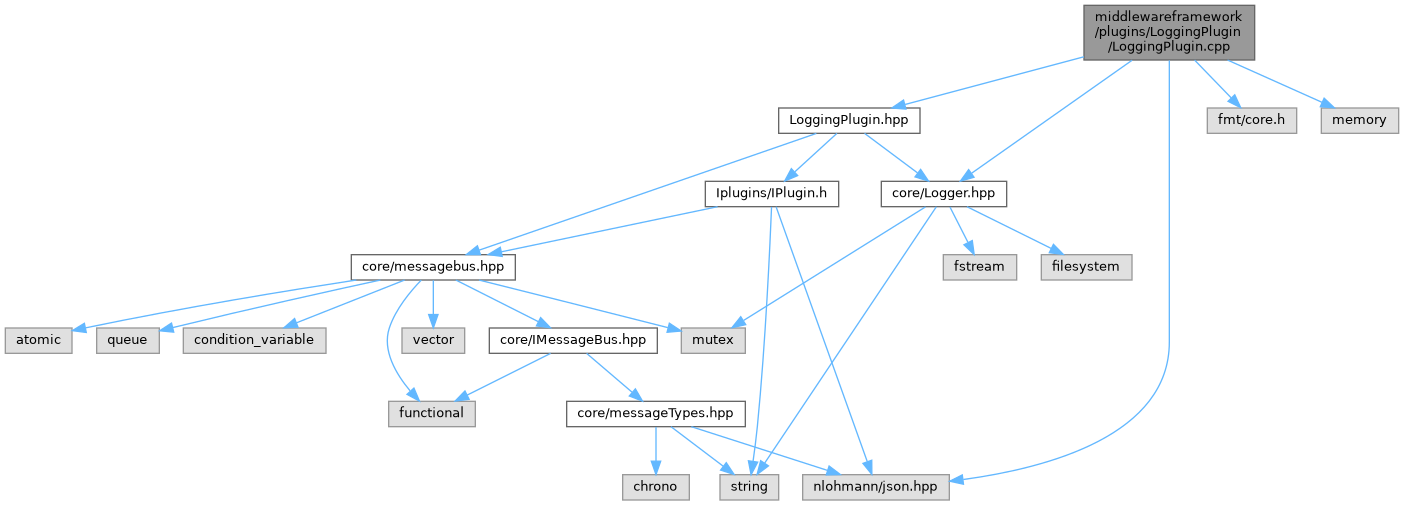 middlewareframework
/plugins/LoggingPlugin
/LoggingPlugin.cpp
LoggingPlugin.hpp
fmt/core.h
memory
Iplugins/IPlugin.h
core/Logger.hpp
core/messagebus.hpp
fstream
filesystem
atomic
queue
condition_variable
vector
core/IMessageBus.hpp
mutex
functional
core/messageTypes.hpp
chrono
string
nlohmann/json.hpp